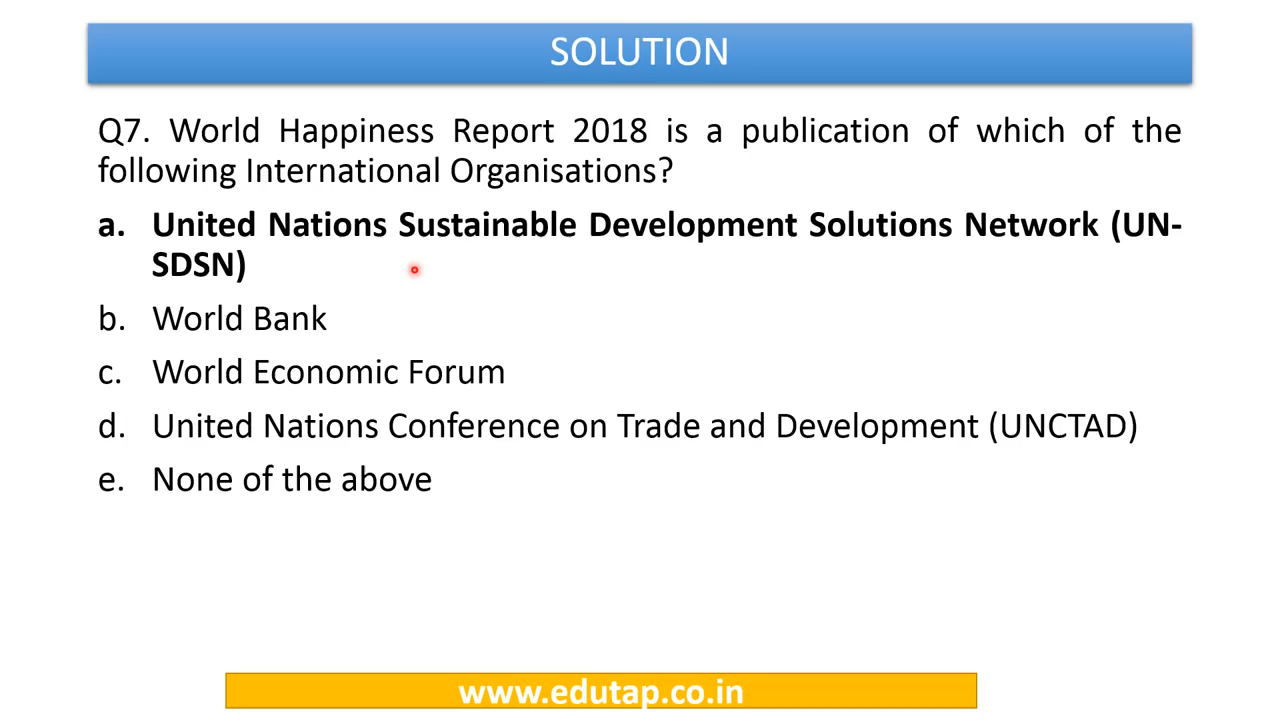 SOLUTION
Q7. World Happiness Report 2018 is a publication of which of the
following International Organisations?
a. United Nations Sustainable Development Solutions Network (UN-
SDSN)
b. World Bank
c. World Economic Forum
d. United Nations Conference on Trade and Development (UNCTAD)
e. None of the above
www.edutap.co.in